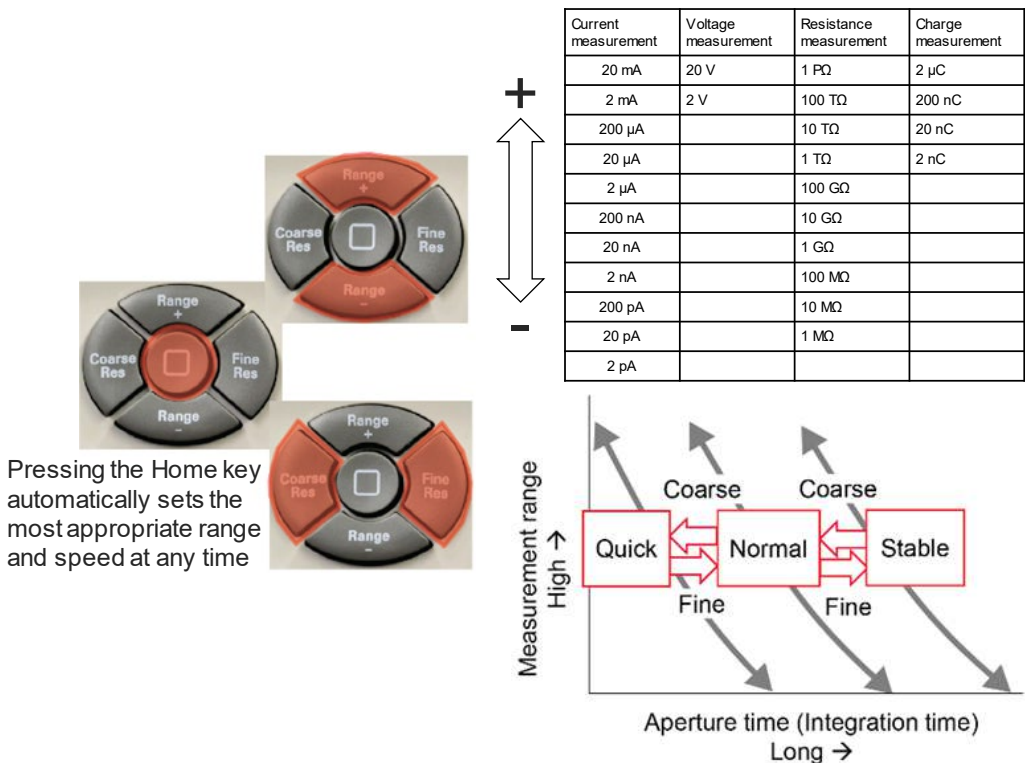 Current measurement
Voltage measurement
Resistance measurement
Charge measurement
20 mA 20 V 1 PΩ 2 µC
2 mA 2 V 100 TΩ 200 nC
200 µA 10 TΩ 20 nC
20 µA 1 TΩ 2 nC
2 µA 100 GΩ
200 nA 10 GΩ
20 nA 1 GΩ
2 nA 100 MΩ
200 pA 10 MΩ
20 pA 1 MΩ
2 pA
+
-
Range
+
Coarse
Res
Fine
Res
Range
-
Range
+
Coarse
Res
Fine
Res
Range
-
Range
+
Coarse
Res
Fine
Res
Range
-
Pressing the Home key
automatically sets the
most appropriate range
and speed at any time
Measurement range
High →
Coarse Coarse
Quick Normal Stable
Fine Fine
Aperture time (Integration time)
Long →